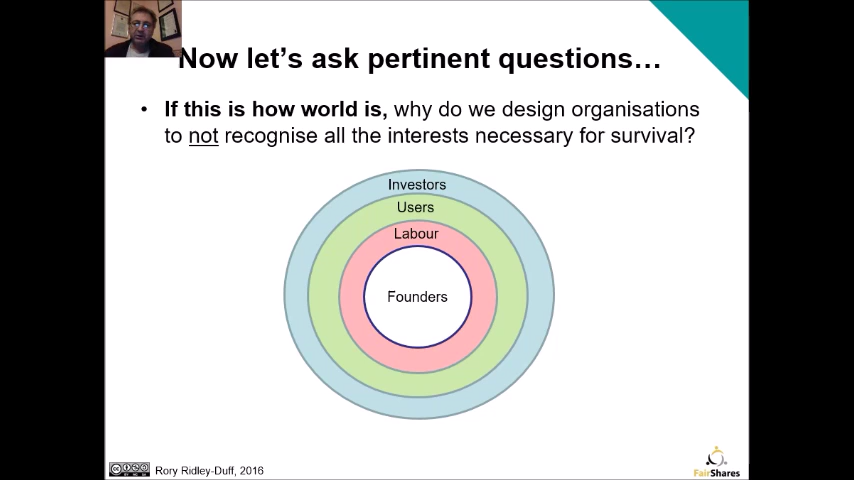 Now let's ask pertinent questions…
• If this is how world is, why do we design organisations
to not recognise all the interests necessary for survival?
Investors
Users
Labour
Founders
Rory Ridley-Duff, 2016
FairShares